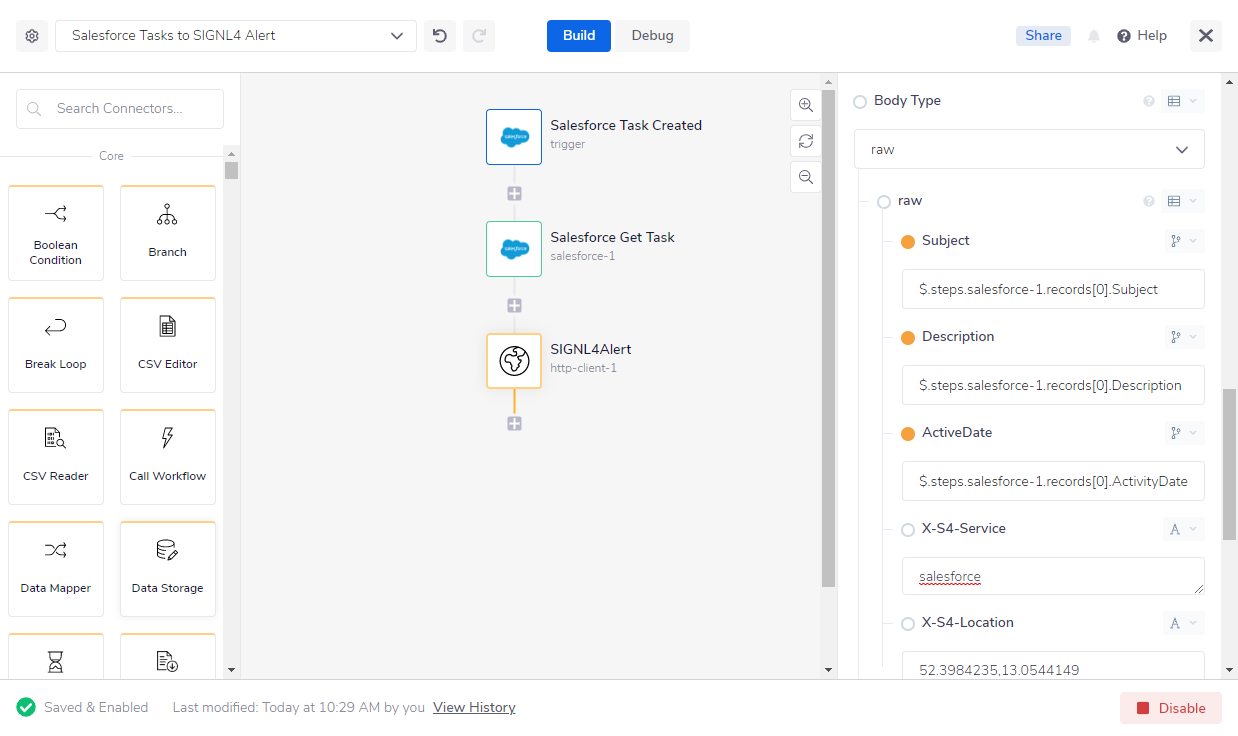 Salesforce Tasks to SIGNL4 Alert
Build
Debug
Share
Help
Search Connectors...
Core
Boolean
Condition
Branch
Break Loop
CSV Editor
CSV Reader
Call Workflow
Data Mapper
Data Storage
salesforce
Salesforce Task Created
trigger
salesforce
Salesforce Get Task
salesforce-1
SIGNL4Alert
http-client-1
Body Type
raw
raw
Subject
$.steps.salesforce-1.records[0].Subject
Description
$.steps.salesforce-1.records[0].Description
ActiveDate
$.steps.salesforce-1.records[0].ActivityDate
X-S4-Service
A
salesforce
X-S4-Location
A
52.3984235,13.0544149
Saved & Enabled
Last modified: Today at 10:29 AM by you View History
Disable